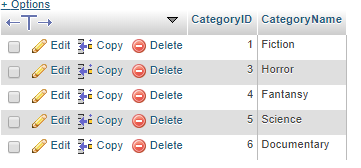 + Options
←T→ CategoryID CategoryName
Edit Copy Delete 1 Fiction
Edit Copy Delete 3 Horror
Edit Copy Delete 4 Fantansy
Edit Copy Delete 5 Science
Edit Copy Delete 6 Documentary